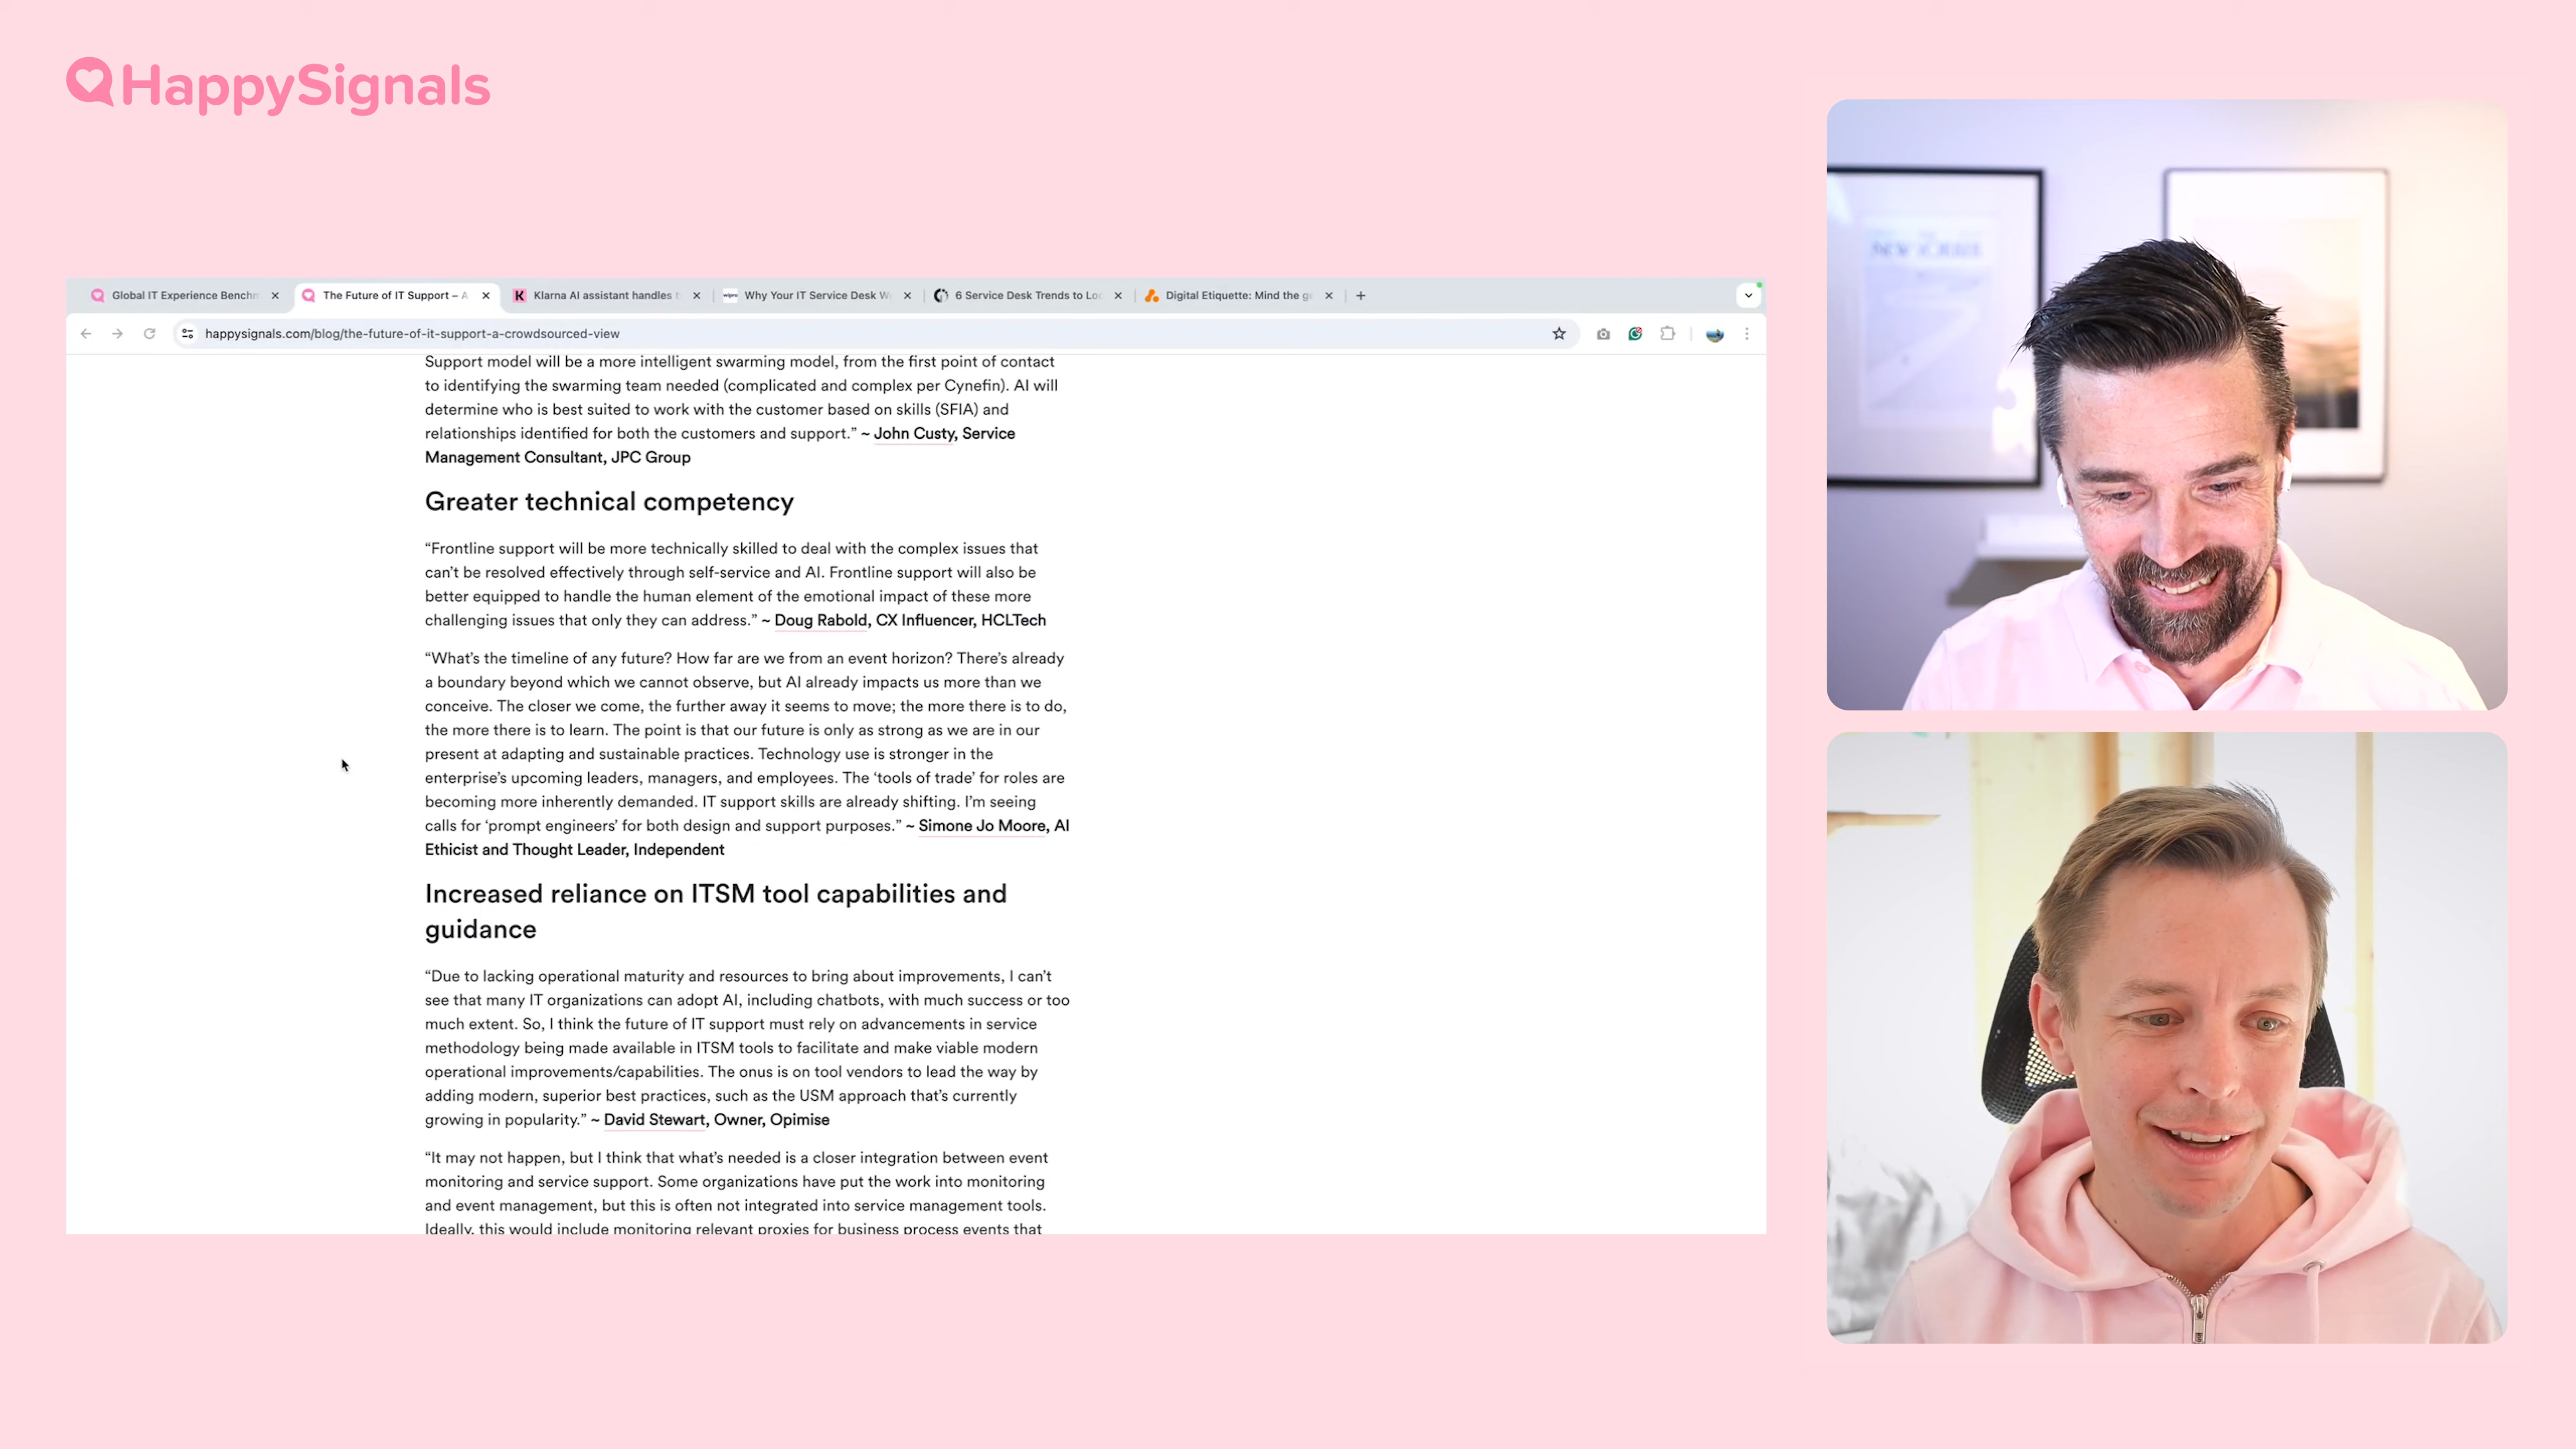 HappySignals
Global IT Experience Benchm
The Future of IT Support – A
Klarna AI assistant handles t
Why Your IT Service Desk W
6 Service Desk Trends to Loo
Digital Etiquette: Mind the ge
happysignals.com/blog/the-future-of-it-support-a-crowdsourced-view
Support model will be a more intelligent swarming model, from the first point of contact
to identifying the swarming team needed (complicated and complex per Cynefin). AI will
determine who is best suited to work with the customer based on skills (SFIA) and
relationships identified for both the customers and support.” ~ John Custy, Service
Management Consultant, JPC Group
Greater technical competency
“Frontline support will be more technically skilled to deal with the complex issues that
can’t be resolved effectively through self-service and AI. Frontline support will also be
better equipped to handle the human element of the emotional impact of these more
challenging issues that only they can address.” ~ Doug Rabold, CX Influencer, HCLTech
“What’s the timeline of any future? How far are we from an event horizon? There’s already
a boundary beyond which we cannot observe, but AI already impacts us more than we
conceive. The closer we come, the further away it seems to move; the more there is to do,
the more there is to learn. The point is that our future is only as strong as we are in our
present at adapting and sustainable practices. Technology use is stronger in the
enterprise’s upcoming leaders, managers, and employees. The ‘tools of trade’ for roles are
becoming more inherently demanded. IT support skills are already shifting. I’m seeing
calls for ‘prompt engineers’ for both design and support purposes.” ~ Simone Jo Moore, AI
Ethicist and Thought Leader, Independent
Increased reliance on ITSM tool capabilities and
guidance
“Due to lacking operational maturity and resources to bring about improvements, I can’t
see that many IT organizations can adopt AI, including chatbots, with much success or too
much extent. So, I think the future of IT support must rely on advancements in service
methodology being made available in ITSM tools to facilitate and make viable modern
operational improvements/capabilities. The onus is on tool vendors to lead the way by
adding modern, superior best practices, such as the USM approach that’s currently
growing in popularity.” ~ David Stewart, Owner, Opimise
“It may not happen, but I think that what’s needed is a closer integration between event
monitoring and service support. Some organizations have put the work into monitoring
and event management, but this is often not integrated into service management tools.
Ideally, this would include monitoring relevant proxies for business process events that